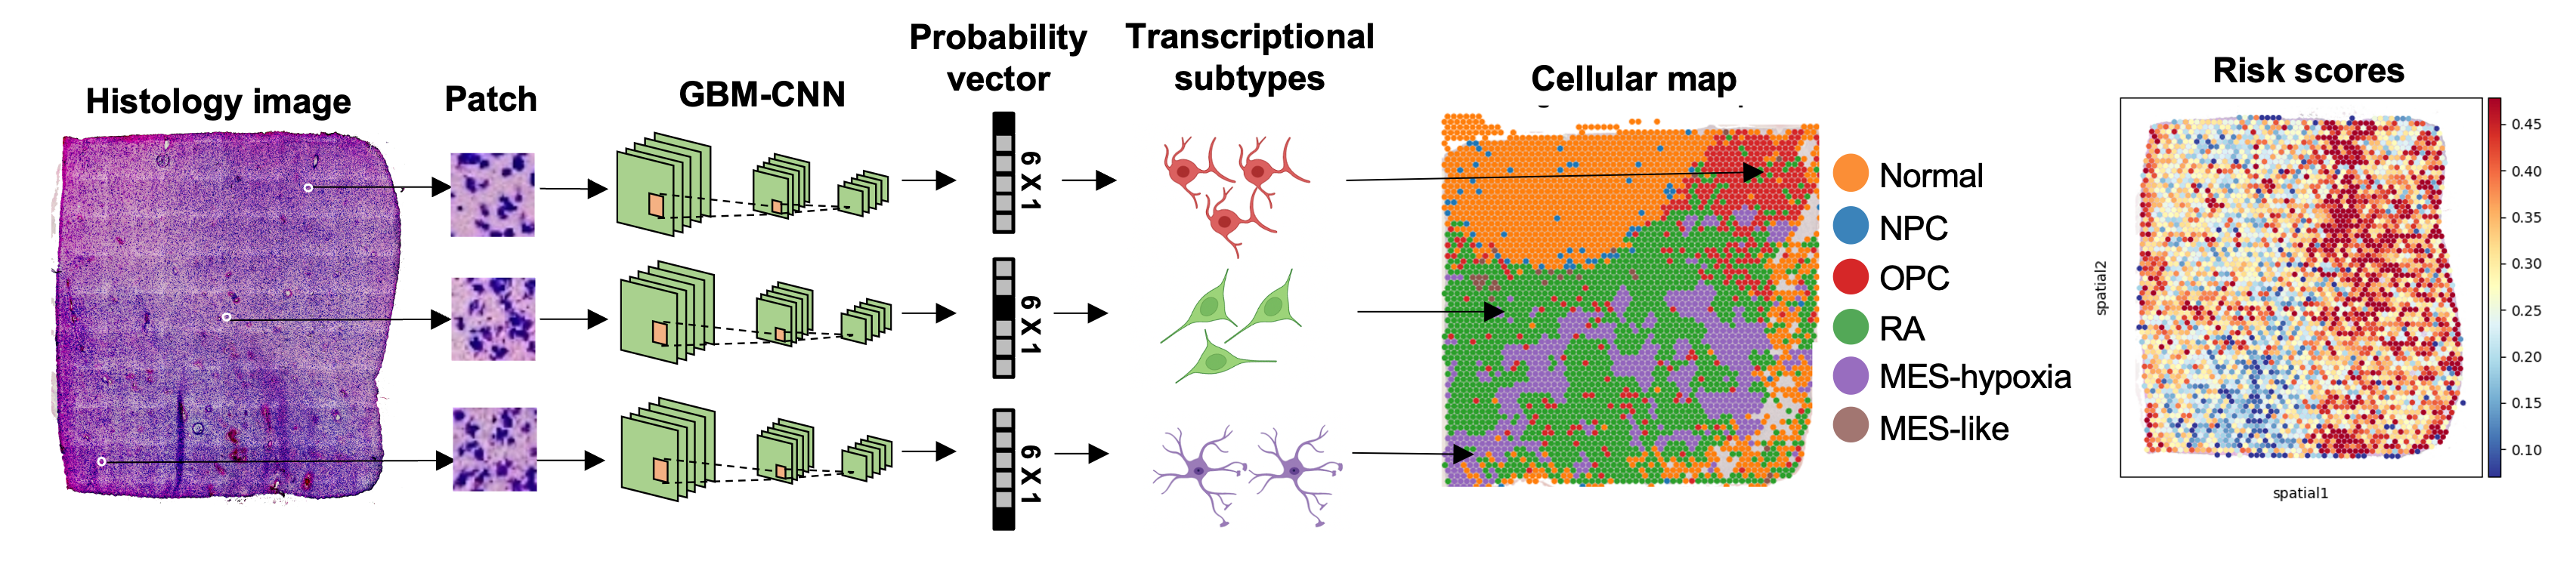 Histology image
Patch
GBM-CNN
Probability
vector
Transcriptional
subtypes
Cellular map
Risk scores
6 X 1
6 X 1
6 X 1
Normal
NPC
OPC
RA
MES-hypoxia
MES-like
spatial2
spatial1
0.45
0.40
0.35
0.30
0.25
0.20
0.15
0.10